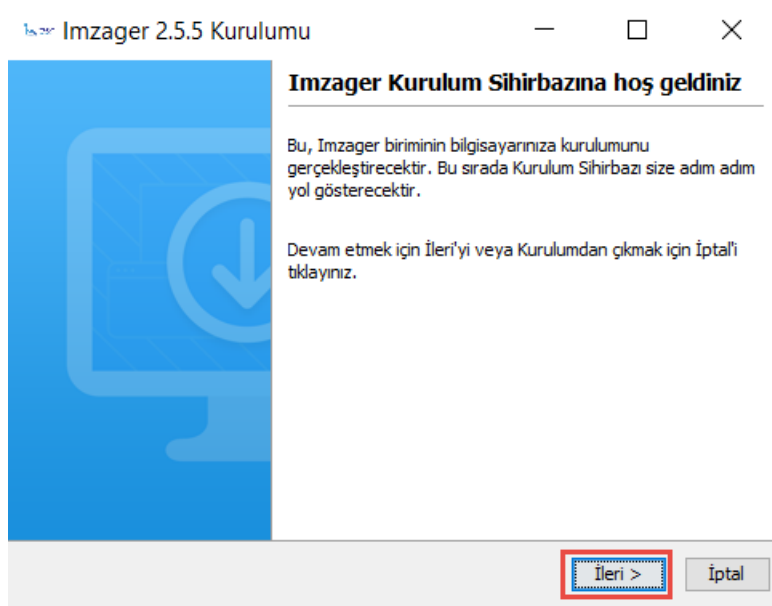 Imzager 2.5.5 Kurulumu
Imzager Kurulum Sihirbazına hoş geldiniz
Bu, Imzager biriminin bilgisayarınıza kurulumunu
gerçekleştirecektir. Bu sırada Kurulum Sihirbazı size adım adım
yol gösterecektir.
Devam etmek için İleri'yi veya Kurulumdan çıkmak için İptal'i
tıklayınız.
İleri >
İptal